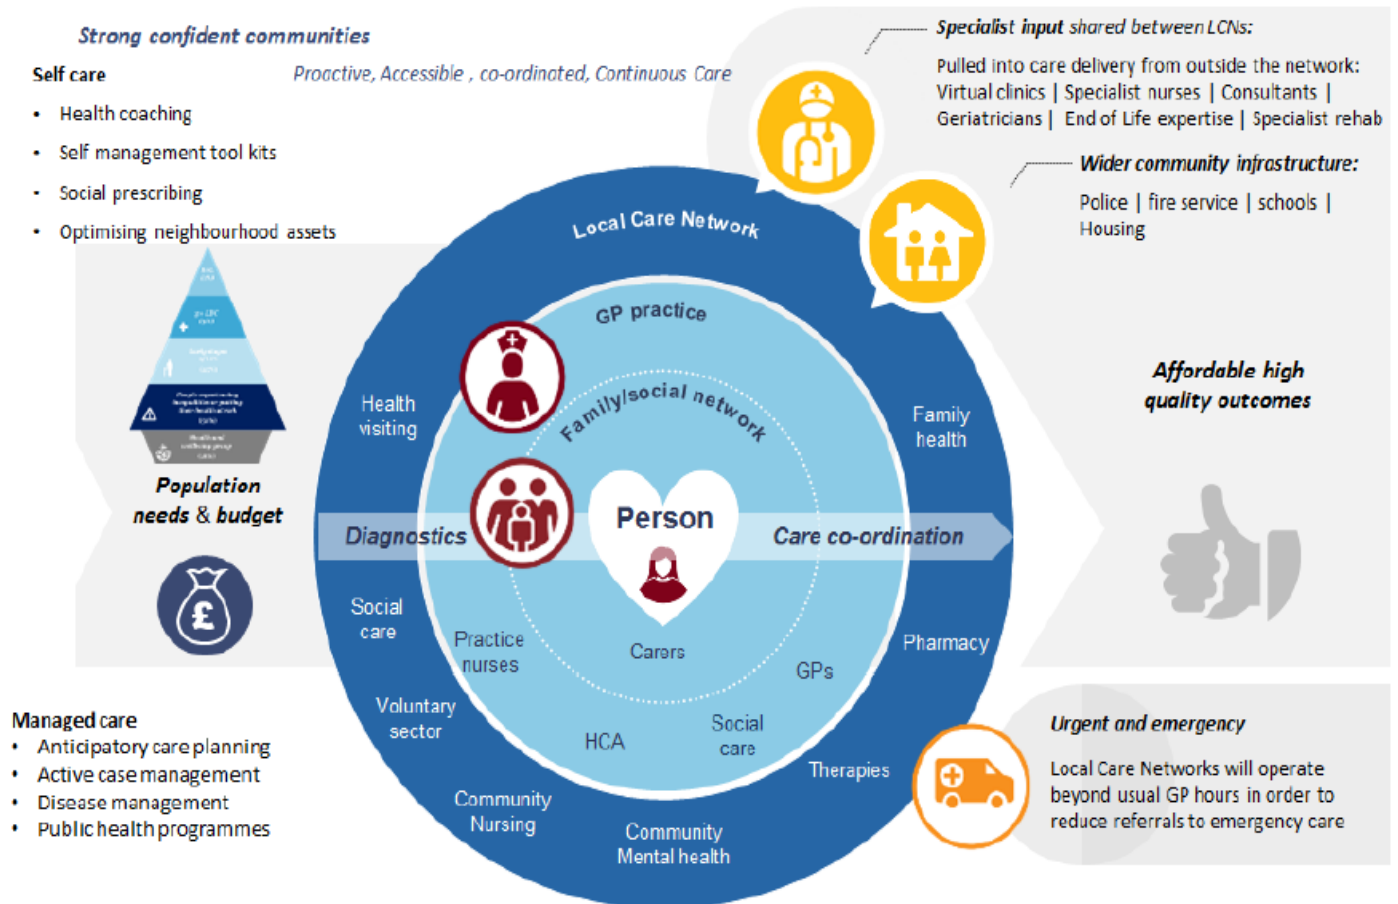 Strong confident communities
Self care
Proactive, Accessible , co-ordinated, Continuous Care
• Health coaching
• Self management tool kits
• Social prescribing
• Optimising neighbourhood assets
Specialist input shared between LCNs:
Pulled into care delivery from outside the network:
Virtual clinics | Specialist nurses | Consultants |
Geriatricians | End of Life expertise | Specialist rehab
Wider community infrastructure:
Police | fire service | schools |
Housing
Local Care Network
GP practice
Family/social network
Health
visiting
Family
health
Population
needs & budget
£
Person
Diagnostics
Care co-ordination
Affordable high
quality outcomes
Social
care
Practice
nurses
Carers
GPs
Pharmacy
Voluntary
sector
HCA
Social
care
Therapies
Community
Nursing
Community
Mental health
Managed care
• Anticipatory care planning
• Active case management
• Disease management
• Public health programmes
Urgent and emergency
Local Care Networks will operate
beyond usual GP hours in order to
reduce referrals to emergency care